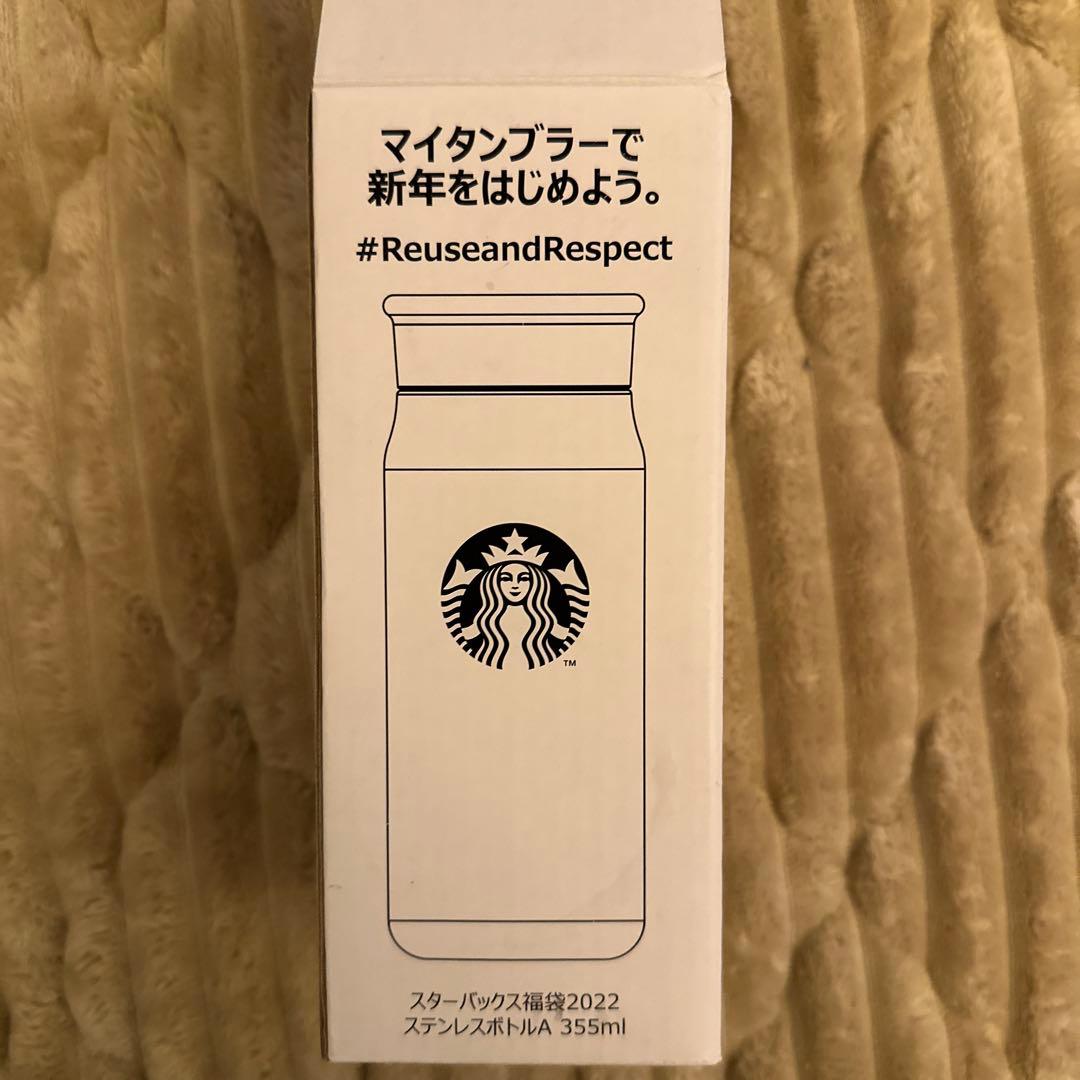 マイタンブラーで
新年をはじめよう。
#ReuseandRespect
TM
スターバックス福袋2022
ステンレスボトルA 355ml